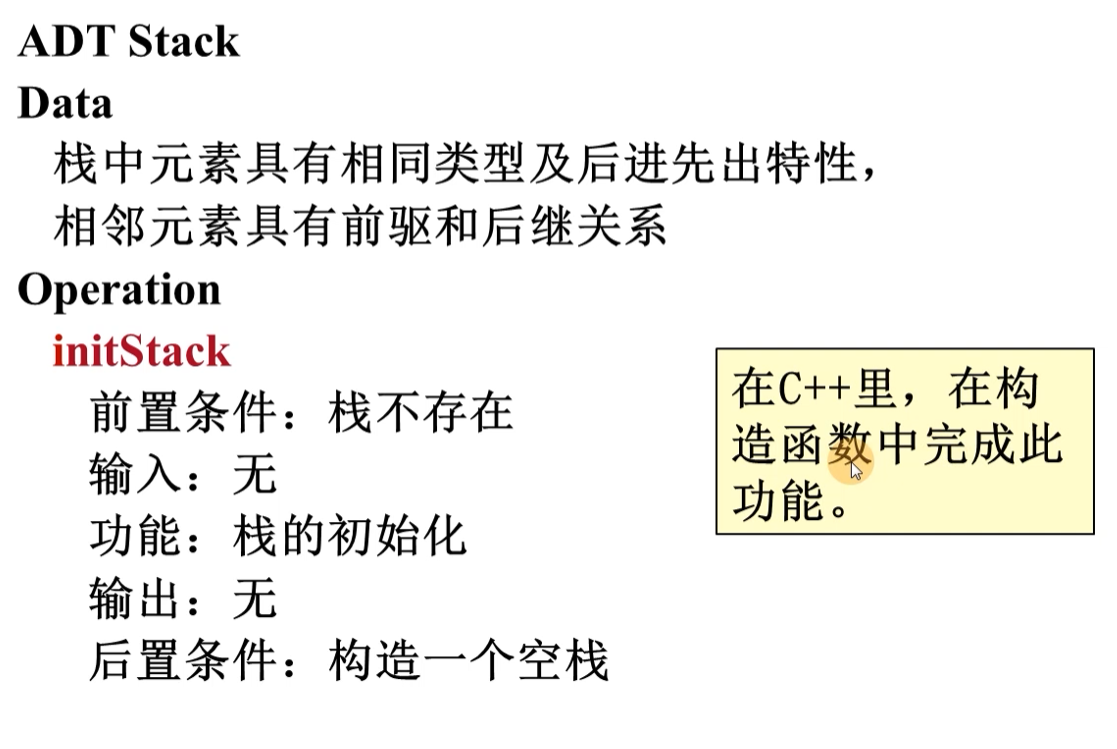 ADT Stack
Data
栈中元素具有相同类型及后进先出特性，
相邻元素具有前驱和后继关系
Operation
initStack
前置条件：栈不存在
输入：无
功能：栈的初始化
输出：无
后置条件：构造一个空栈
在C++里，在构
造函数中完成此
功能。